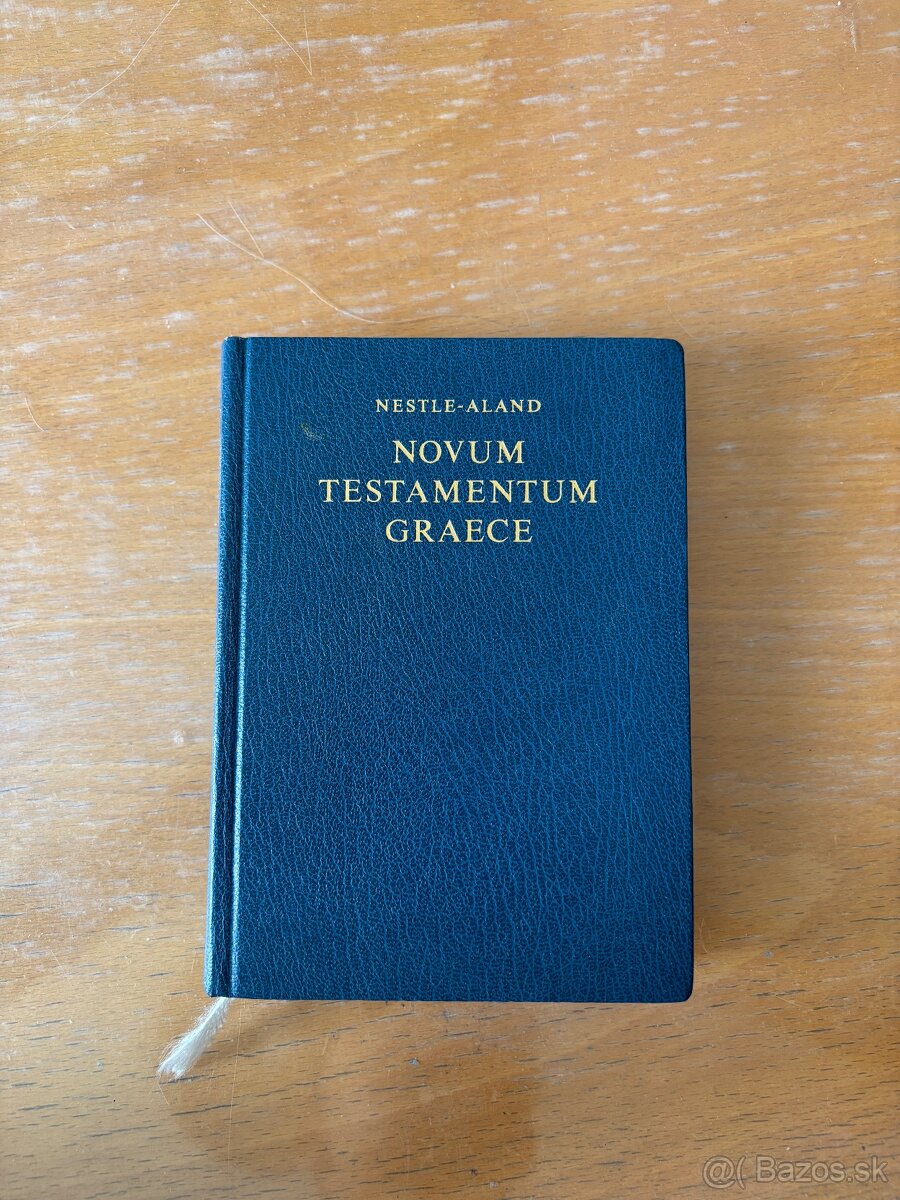 NESTLE-ALAND
NOVUM
TESTAMENTUM
GRAECE
@( Bazos.sk